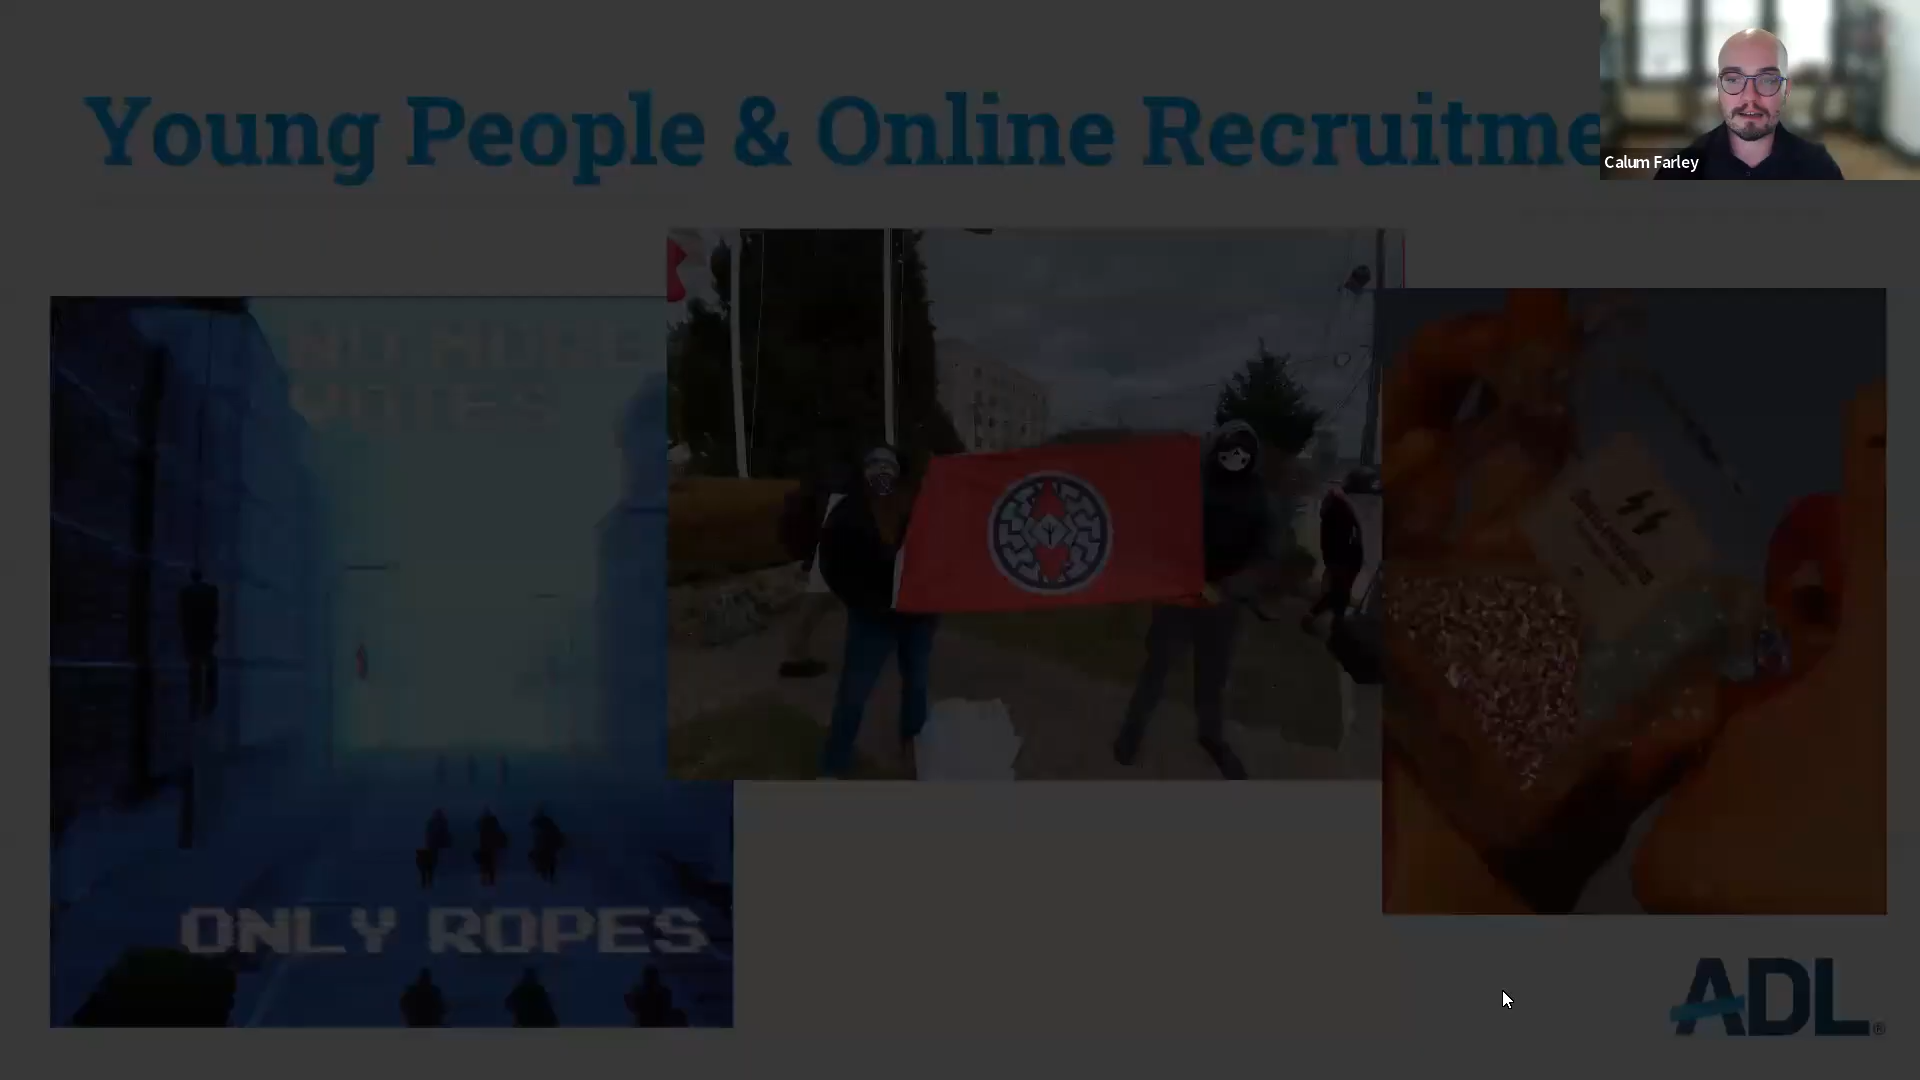 Young People & Online Recruitme
Calum Farley
ONLY ROPES
ADL®